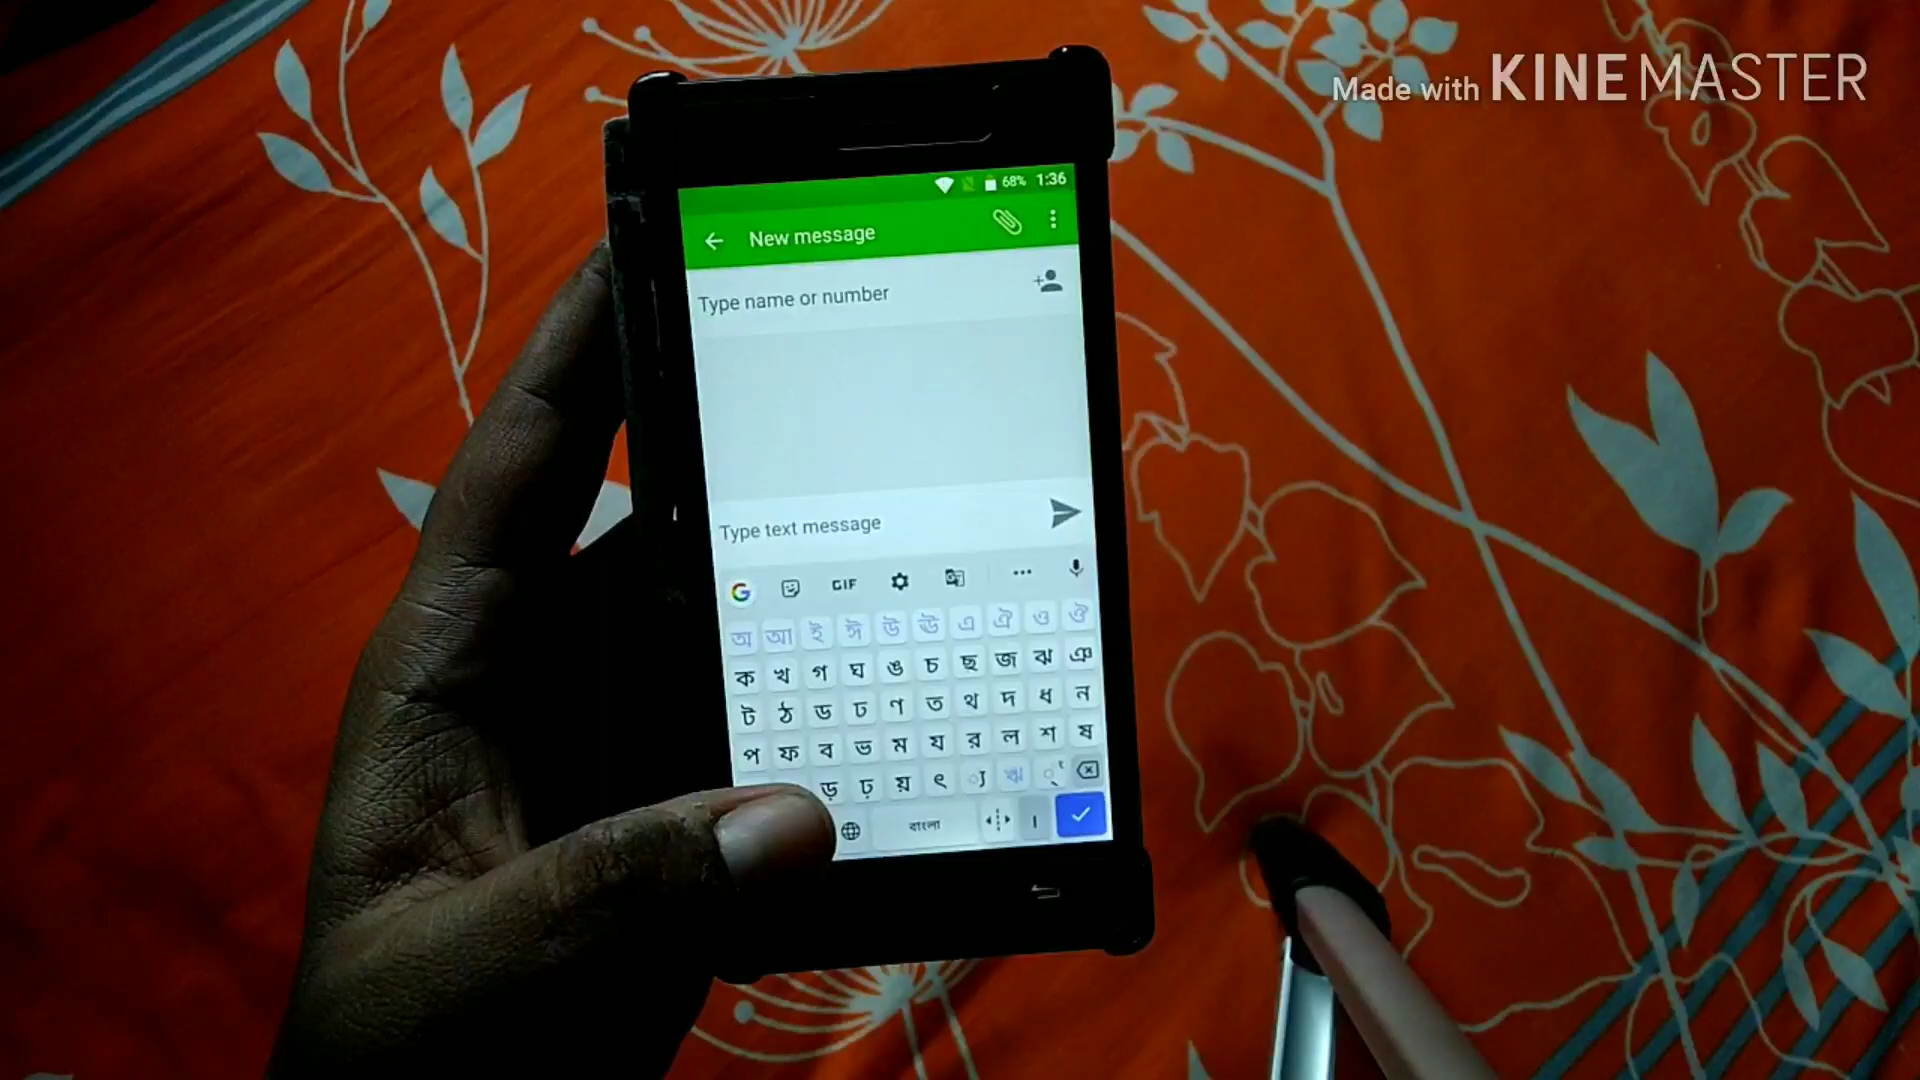 Made with KINEMASTER
68% 1:36
New message
Type name or number
Type text message
G GIF
অ আ ই ঈ উ ঊ এ ঐ ও ঔ
ক খ গ ঘ ঙ চ ছ জ ঝ ঞ
ট ঠ ড ঢ ণ ত থ দ ধ ন
প ফ ব ভ ম য র ল শ ষ
ড় ঢ় য় ৎ ্য ঋ
বাংলা ।